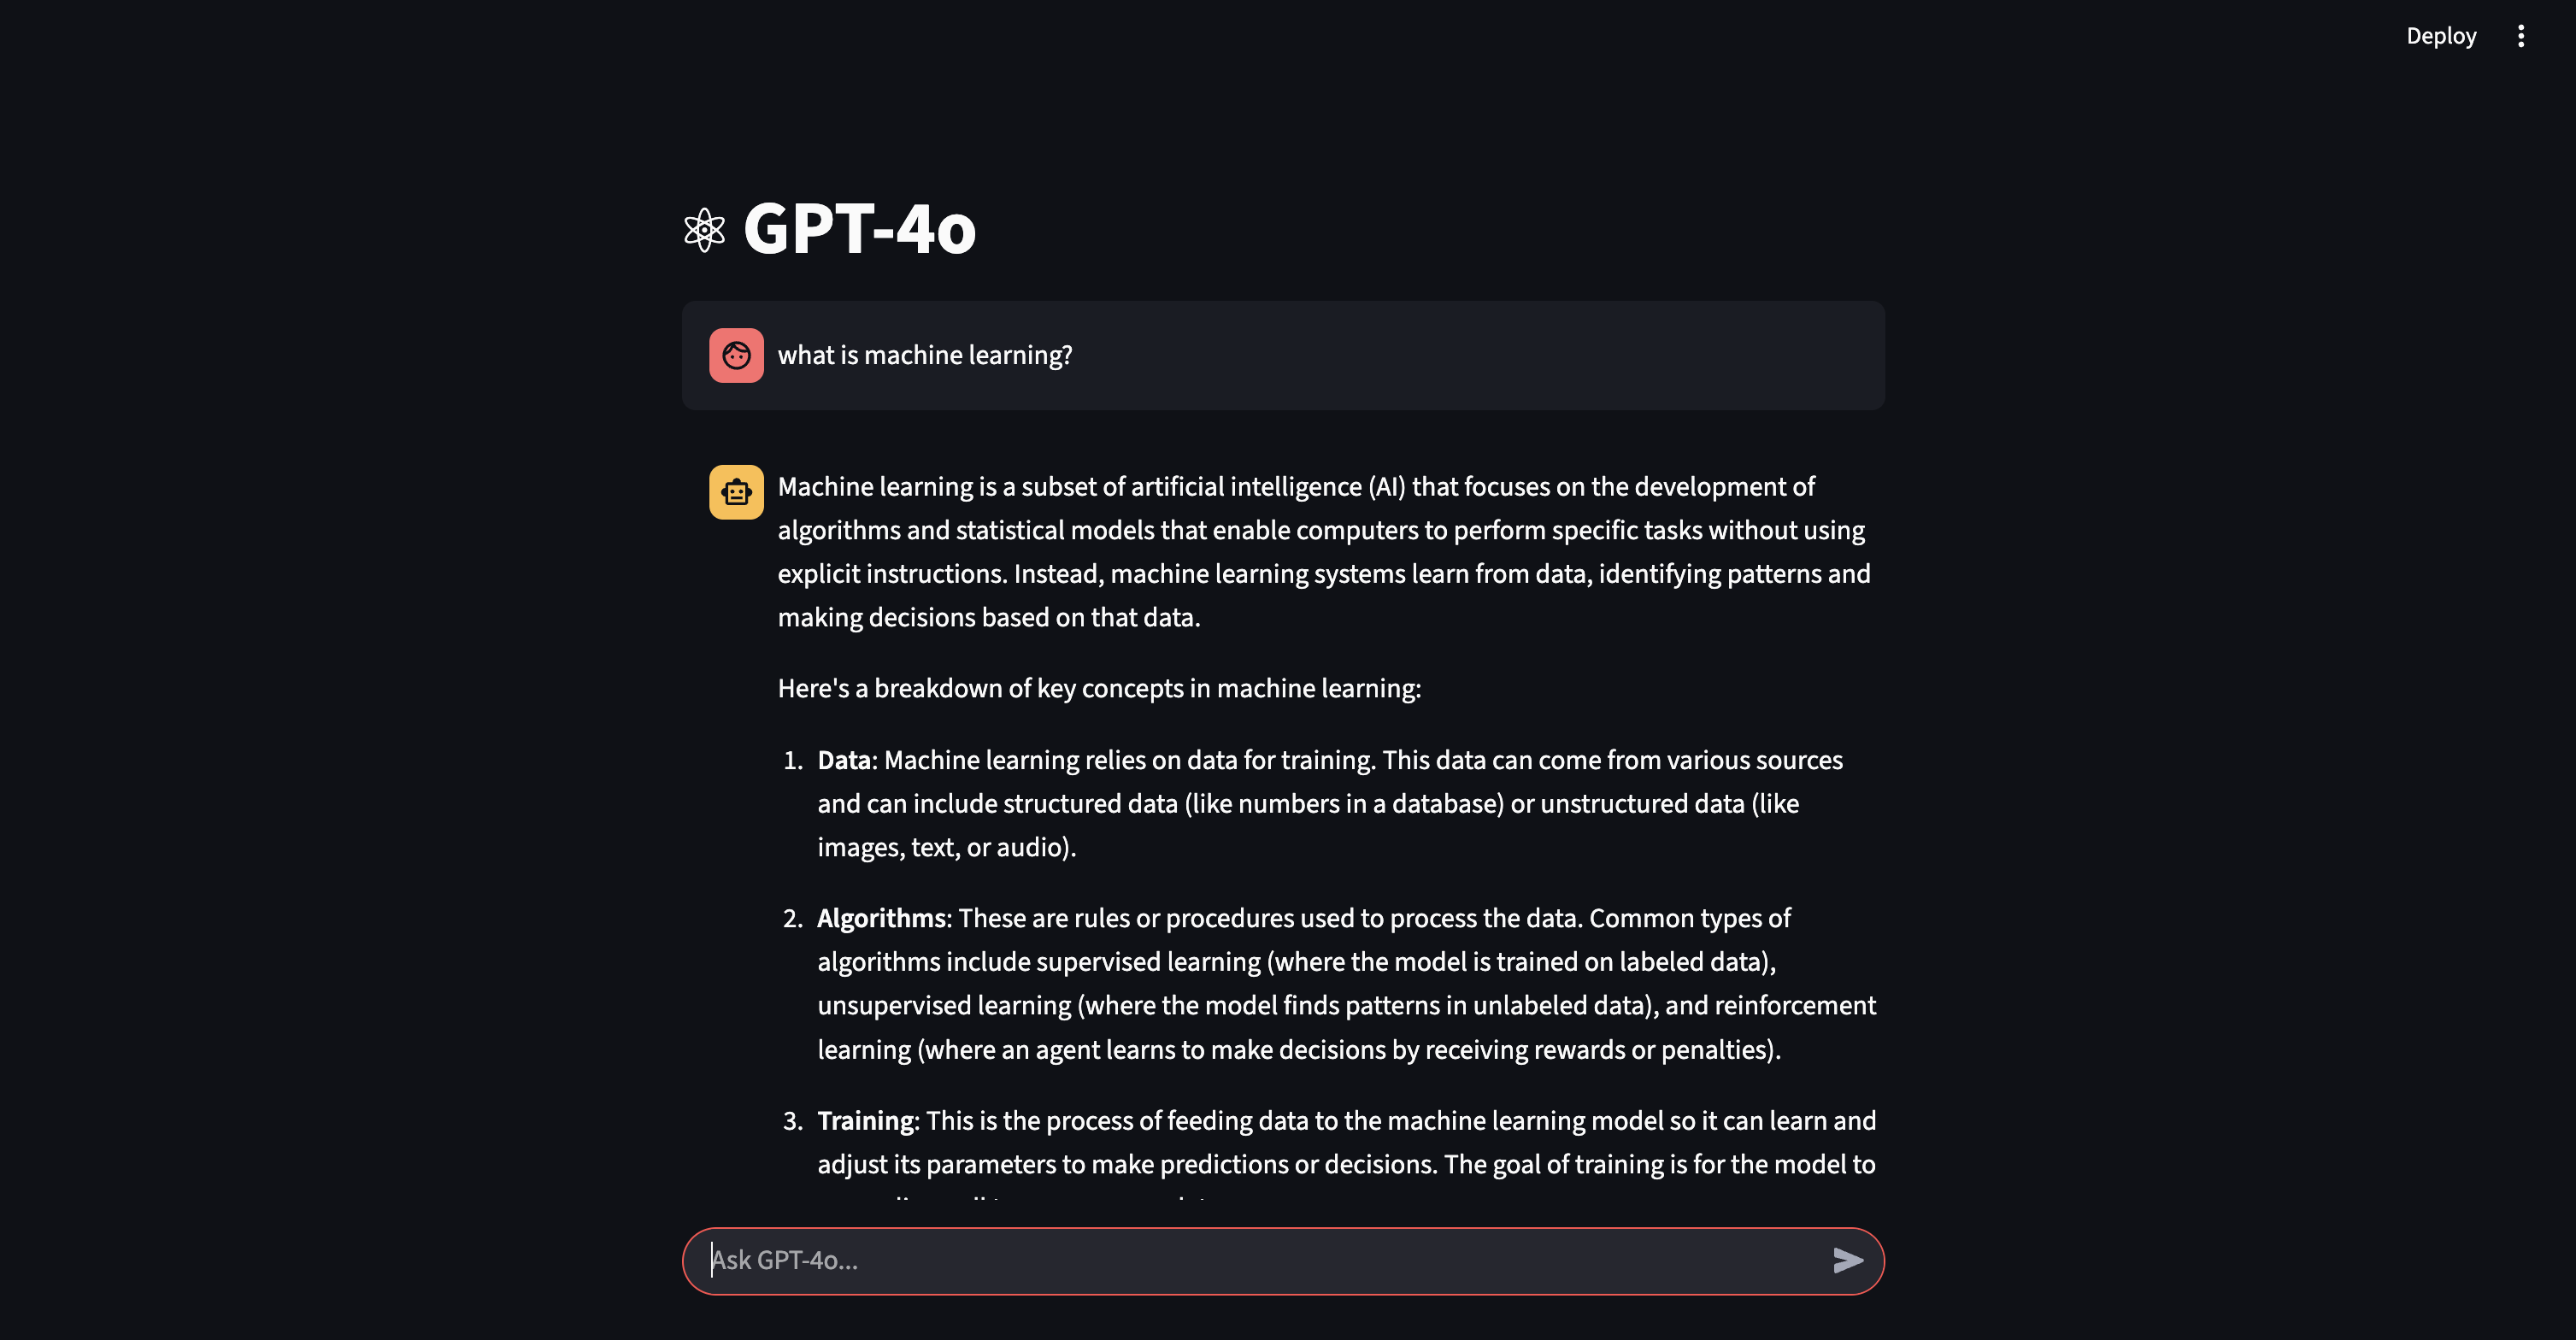 Deploy
GPT-4o
what is machine learning?
Machine learning is a subset of artificial intelligence (AI) that focuses on the development of
algorithms and statistical models that enable computers to perform specific tasks without using
explicit instructions. Instead, machine learning systems learn from data, identifying patterns and
making decisions based on that data.
Here's a breakdown of key concepts in machine learning:
1. Data: Machine learning relies on data for training. This data can come from various sources
and can include structured data (like numbers in a database) or unstructured data (like
images, text, or audio).
2. Algorithms: These are rules or procedures used to process the data. Common types of
algorithms include supervised learning (where the model is trained on labeled data),
unsupervised learning (where the model finds patterns in unlabeled data), and reinforcement
learning (where an agent learns to make decisions by receiving rewards or penalties).
3. Training: This is the process of feeding data to the machine learning model so it can learn and
adjust its parameters to make predictions or decisions. The goal of training is for the model to
Ask GPT-4o...